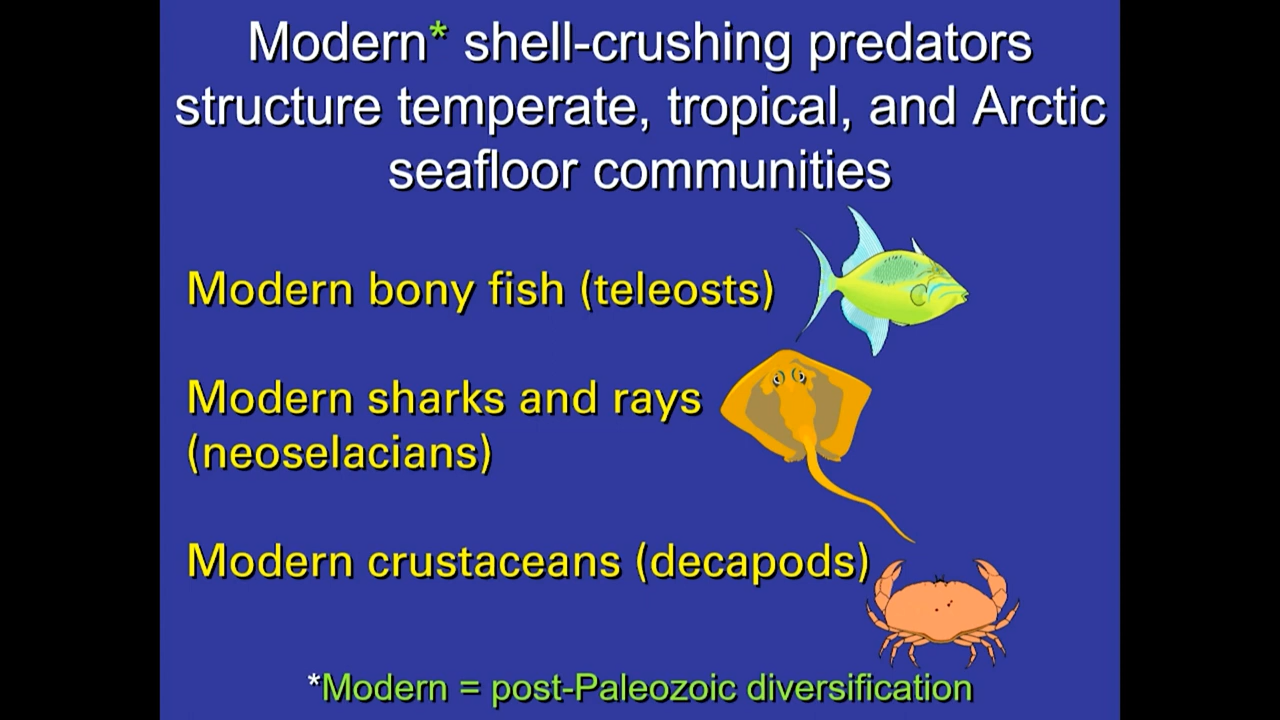 Modern* shell-crushing predators
structure temperate, tropical, and Arctic
seafloor communities
Modern bony fish (teleosts)
Modern sharks and rays
(neoselacians)
Modern crustaceans (decapods)
*Modern = post-Paleozoic diversification